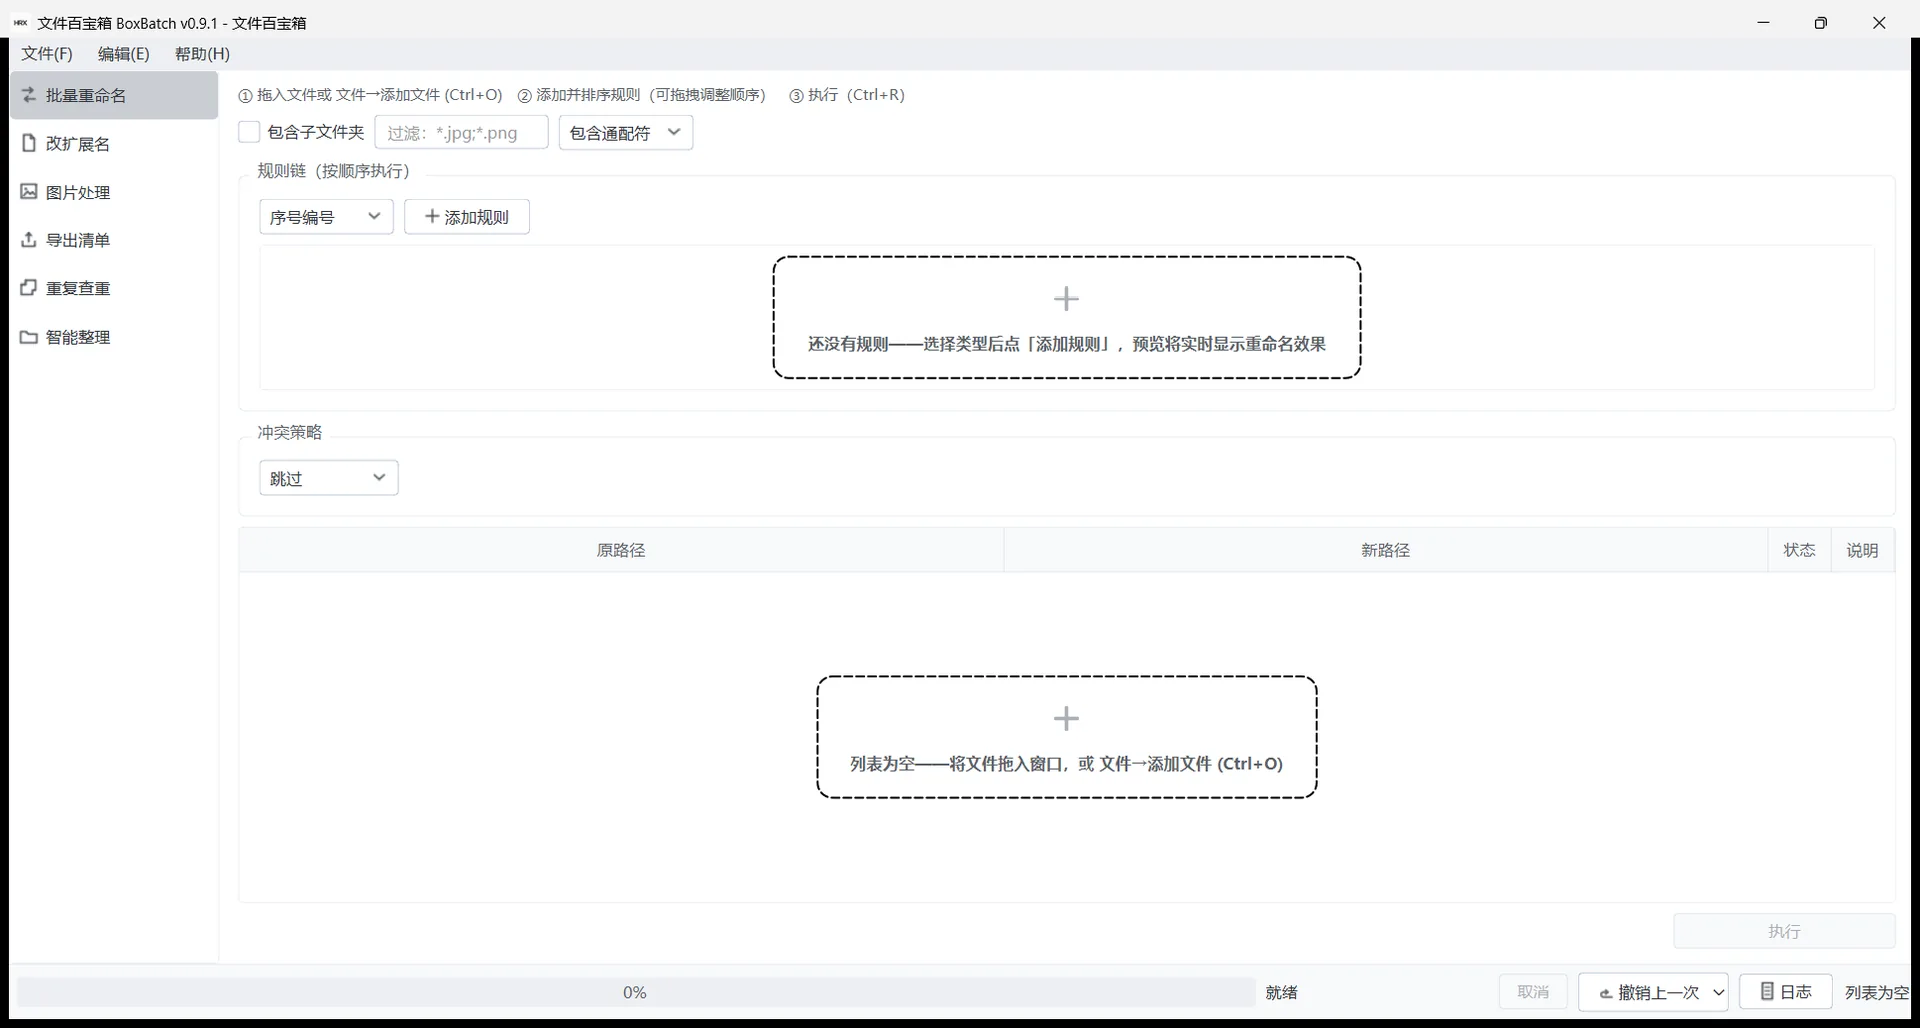 HRX 文件百宝箱 BoxBatch v0.9.1 - 文件百宝箱
文件(F) 编辑(E) 帮助(H)
批量重命名
改扩展名
图片处理
导出清单
重复查重
智能整理
① 拖入文件或 文件→添加文件 (Ctrl+O) ② 添加并排序规则（可拖拽调整顺序） ③ 执行（Ctrl+R）
包含子文件夹 过滤：*.jpg;*.png 包含通配符
规则链（按顺序执行）
序号编号 添加规则
还没有规则——选择类型后点「添加规则」，预览将实时显示重命名效果
冲突策略
跳过
原路径 新路径 状态 说明
列表为空——将文件拖入窗口，或 文件→添加文件 (Ctrl+O)
执行
0% 就绪 取消 撤销上一次 日志 列表为空